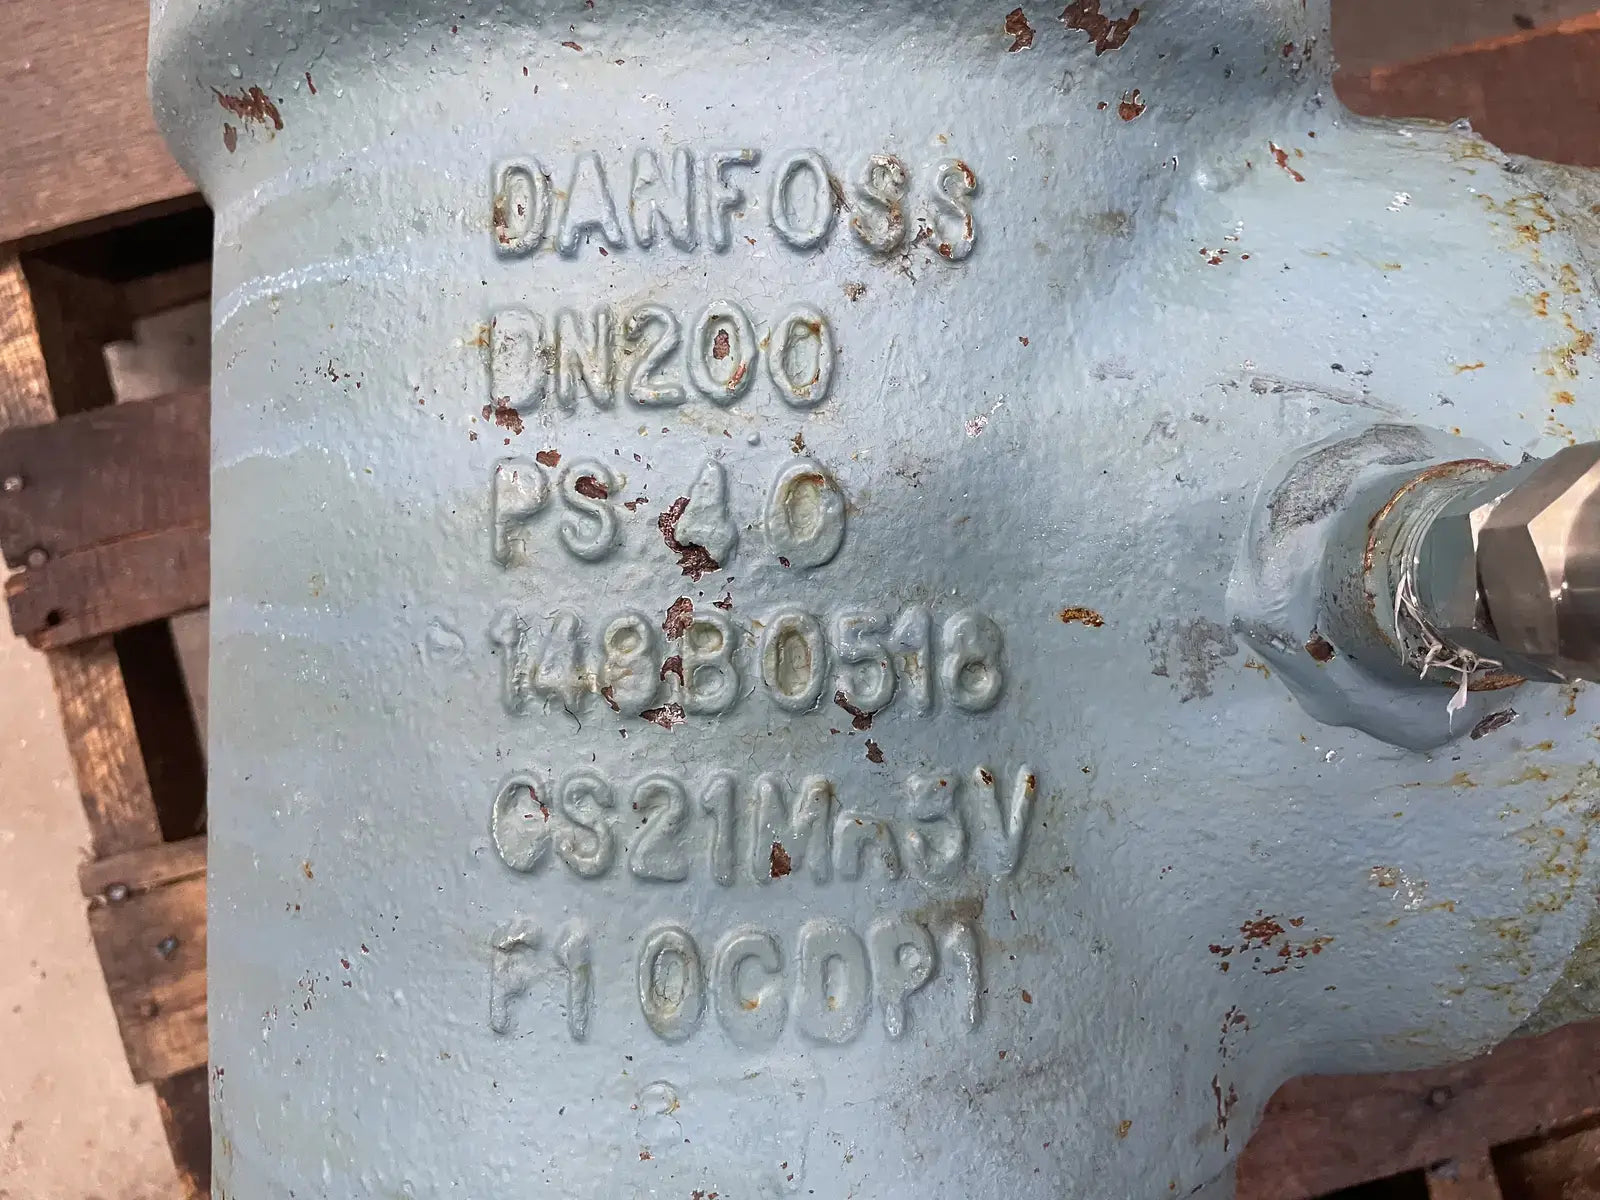 DANFOSS
DN200
PS 40
148B0518
GS21Mn5V
F1 0CDP1